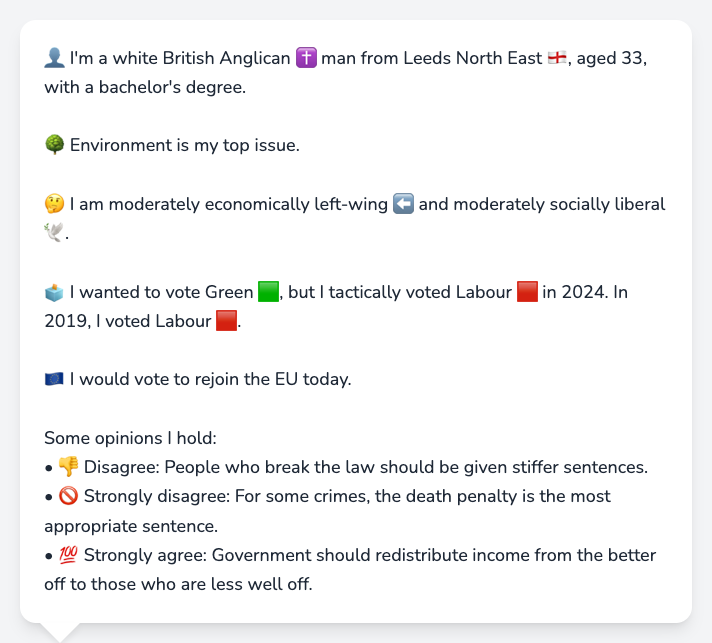 👤 I'm a white British Anglican ✝️ man from Leeds North East 🏴󠁧󠁢󠁥󠁮󠁧󠁿, aged 33,
with a bachelor's degree.
🌳 Environment is my top issue.
🤔 I am moderately economically left-wing ⬅️ and moderately socially liberal
🕊️.
🗳️ I wanted to vote Green 🟩, but I tactically voted Labour 🟥 in 2024. In
2019, I voted Labour 🟥.
🇪🇺 I would vote to rejoin the EU today.
Some opinions I hold:
• 👎 Disagree: People who break the law should be given stiffer sentences.
• 🚫 Strongly disagree: For some crimes, the death penalty is the most
appropriate sentence.
• 💯 Strongly agree: Government should redistribute income from the better
off to those who are less well off.